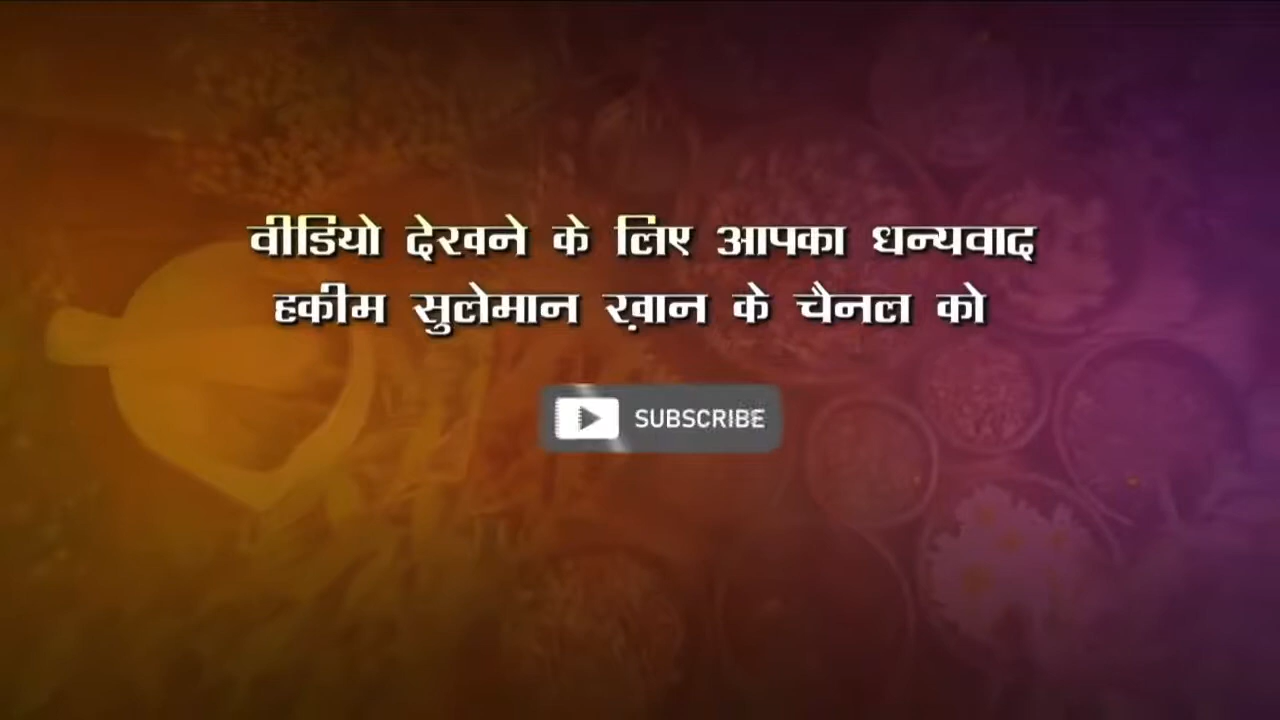 वीडियो देखने के लिए आपका धन्यवाद
हकीम सुलेमान ख़ान के चैनल को
SUBSCRIBE